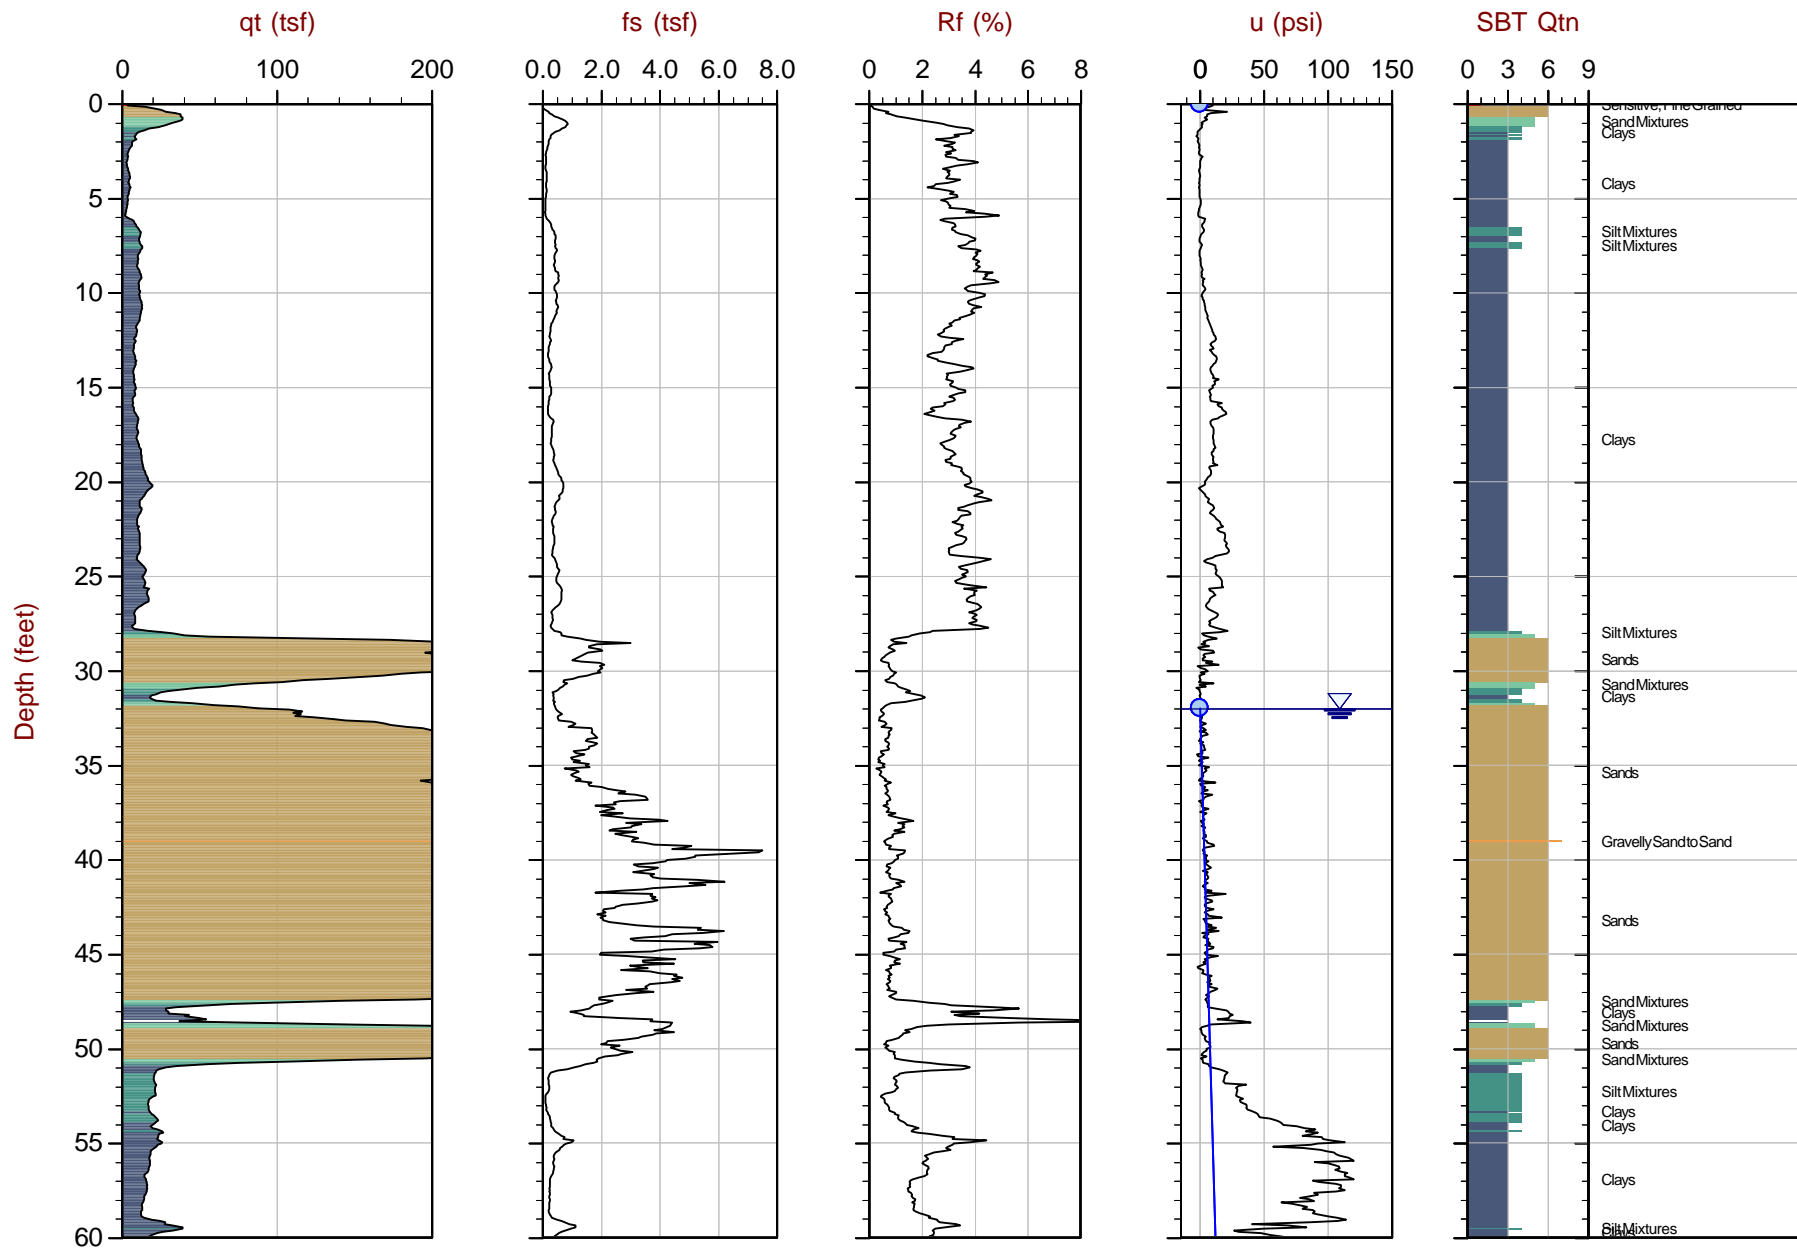 qt (tsf) fs (tsf) Rf (%) u (psi) SBT Qtn
0 100 200 0.0 2.0 4.0 6.0 8.0 0 2 4 6 8 0 50 100 150 0 3 6 9
0
Sensitive, Fine Grained
Sand Mixtures
Clays
Clays
5
Silt Mixtures
Silt Mixtures
10
15
Clays
20
25
Silt Mixtures
Sands
30
Sand Mixtures
Clays
Depth (feet)
35
Sands
Gravelly Sand to Sand
40
Sands
45
Sand Mixtures
Clays
Sand Mixtures
Sands
50
Sand Mixtures
Silt Mixtures
Clays
Clays
55
Clays
Silt Mixtures
Clays
60